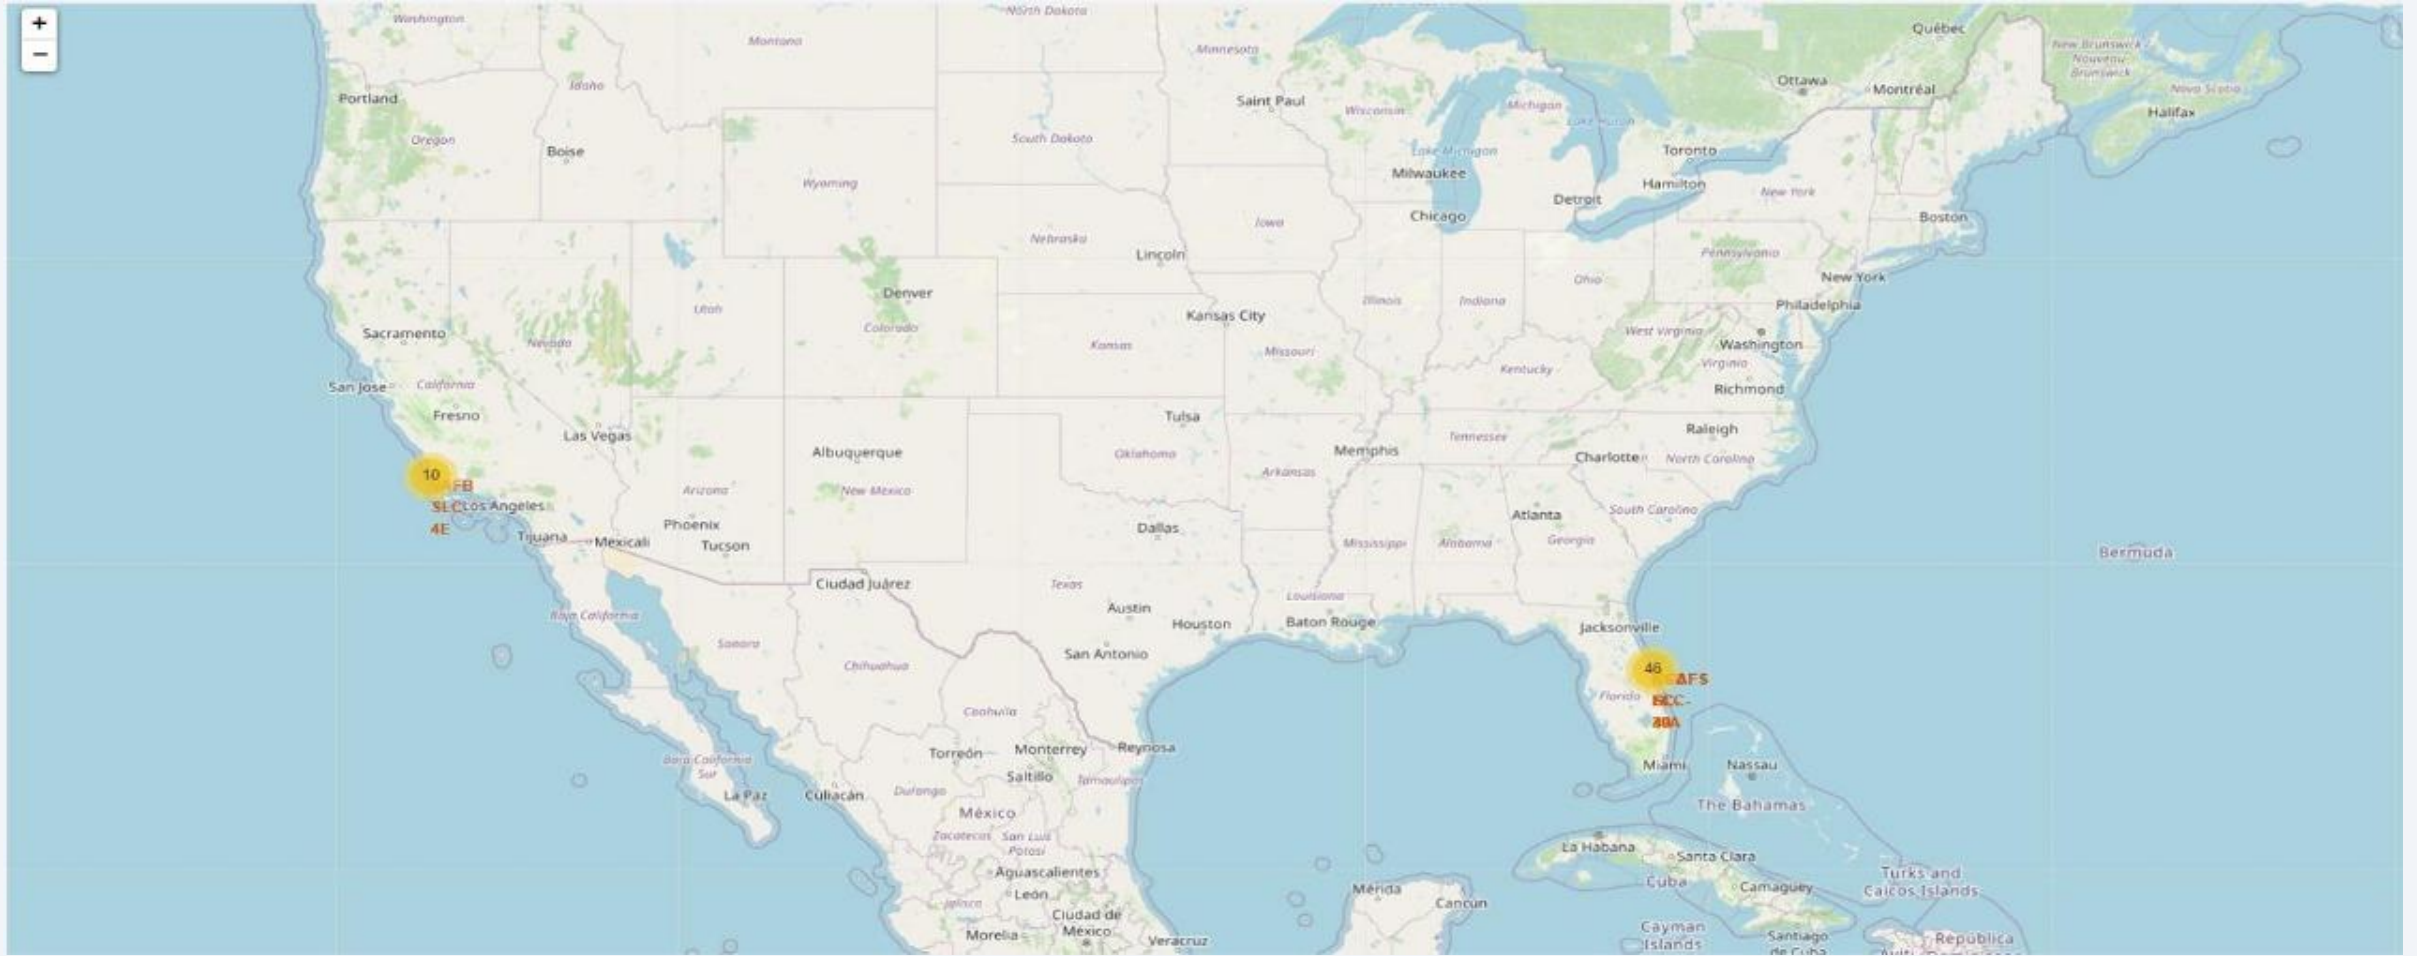 +
−
Washington
North Dakota
Montana
Minnesota
Québec
New Brunswick -
Nouveau-
Brunswick
Idaho
Ottawa
Montréal
Nova Scotia
Portland
Saint Paul
Wisconsin
Michigan
Halifax
Lake Huron
Oregon
South Dakota
Boise
Lake Michigan
Toronto
Milwaukee
Wyoming
Hamilton
New York
Detroit
Chicago
Boston
Iowa
Nebraska
Lincoln
Pennsylvania
New York
Ohio
Denver
Illinois
Indiana
Philadelphia
Utah
Kansas City
Colorado
Sacramento
West Virginia
Nevada
Kansas
Missouri
Washington
Virginia
Kentucky
San Jose
California
Richmond
Fresno
Tulsa
Raleigh
Las Vegas
Tennessee
Albuquerque
Oklahoma
Memphis
Charlotte
North Carolina
10
FB
Arkansas
Arizona
New Mexico
SLC
Los Angeles
South Carolina
Atlanta
4E
Phoenix
Dallas
Tijuana
Mexicali
Tucson
Mississippi
Alabama
Georgia
Bermuda
Ciudad Juárez
Texas
Louisiana
Austin
Baja California
Houston
Baton Rouge
Jacksonville
Sonora
San Antonio
Chihuahua
46
AFS
Florida
Coahuila
Torreón
Monterrey
Reynosa
Baja California
Sur
Miami
Nassau
Saltillo
Tamaulipas
La Paz
Culiacán
Durango
The Bahamas
México
Zacatecas
San Luis
Potosí
La Habana
Santa Clara
Aguascalientes
Turks and
Caicos Islands
Cuba
Camagüey
Mérida
León
Jalisco
Cancún
Ciudad de
México
Morelia
Veracruz
Cayman
Islands
Santiago
de Cuba
República